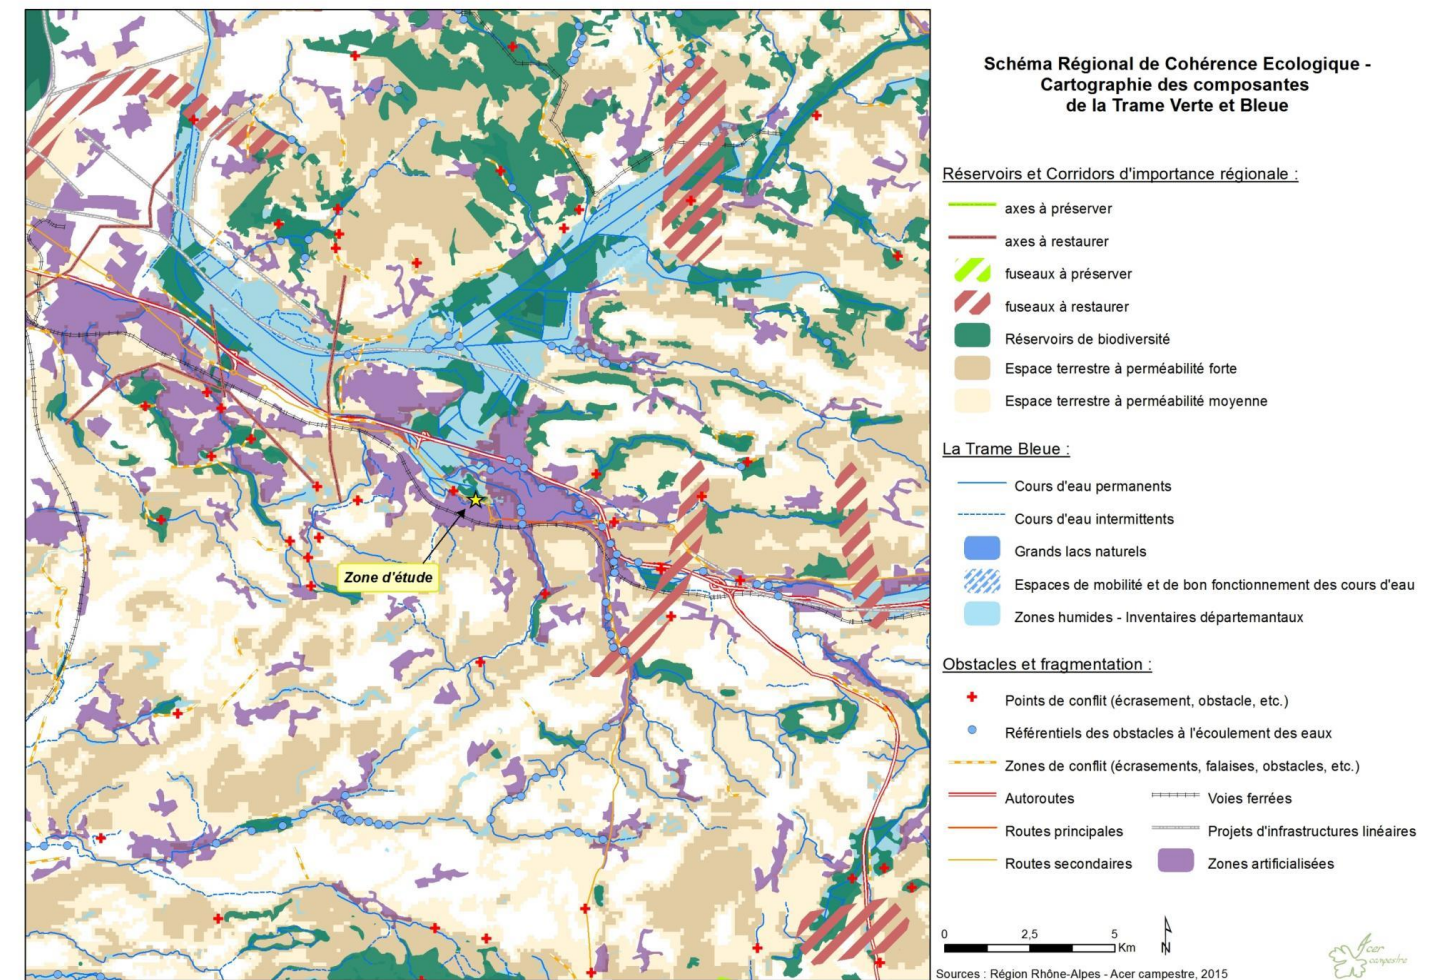 Schéma Régional de Cohérence Ecologique -
Cartographie des composantes
de la Trame Verte et Bleue
Réservoirs et Corridors d'importance régionale :
axes à préserver
axes à restaurer
fuseaux à préserver
fuseaux à restaurer
Réservoirs de biodiversité
Espace terrestre à perméabilité forte
Espace terrestre à perméabilité moyenne
La Trame Bleue :
Cours d'eau permanents
Cours d'eau intermittents
Grands lacs naturels
Espaces de mobilité et de bon fonctionnement des cours d'eau
Zones humides - Inventaires départemantaux
Obstacles et fragmentation :
Points de conflit (écrasement, obstacle, etc.)
Référentiels des obstacles à l'écoulement des eaux
Zones de conflit (écrasements, falaises, obstacles, etc.)
Autoroutes
Voies ferrées
Routes principales
Projets d'infrastructures linéaires
Routes secondaires
Zones artificialisées
Zone d'étude
0 2,5 5
Km
N
Sources : Région Rhône-Alpes - Acer campestre, 2015
Acer
campestre